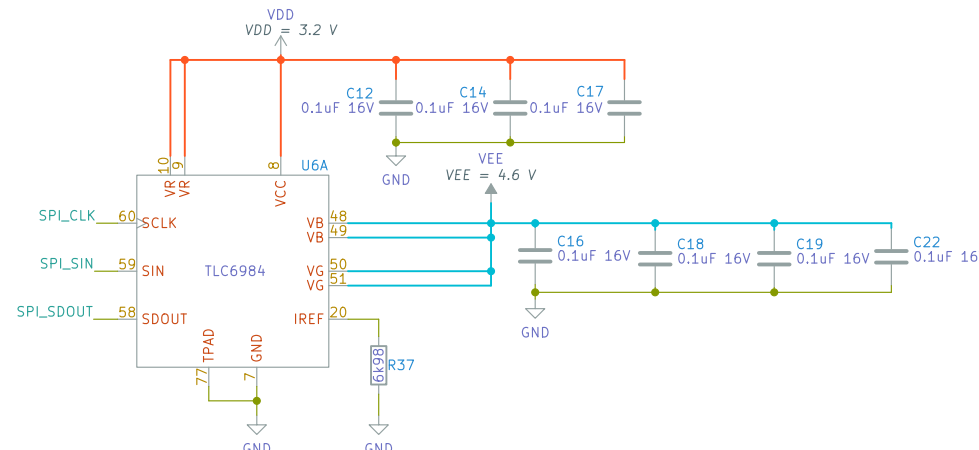 VDD
VDD = 3.2 V
C12
0.1uF 16V
C14
0.1uF 16V
C17
0.1uF 16V
GND
VEE
VEE = 4.6 V
10
9
8
U6A
VR
VR
VCC
SPI_CLK
60
SCLK
VB
48
VB
49
SPI_SIN
59
SIN
TLC6984
VG
50
VG
51
SPI_SDOUT
58
SDOUT
IREF
20
C16
0.1uF 16V
C18
0.1uF 16V
C19
0.1uF 16V
C22
0.1uF 16
GND
TPAD
GND
77
7
6k98
R37
GND
GND